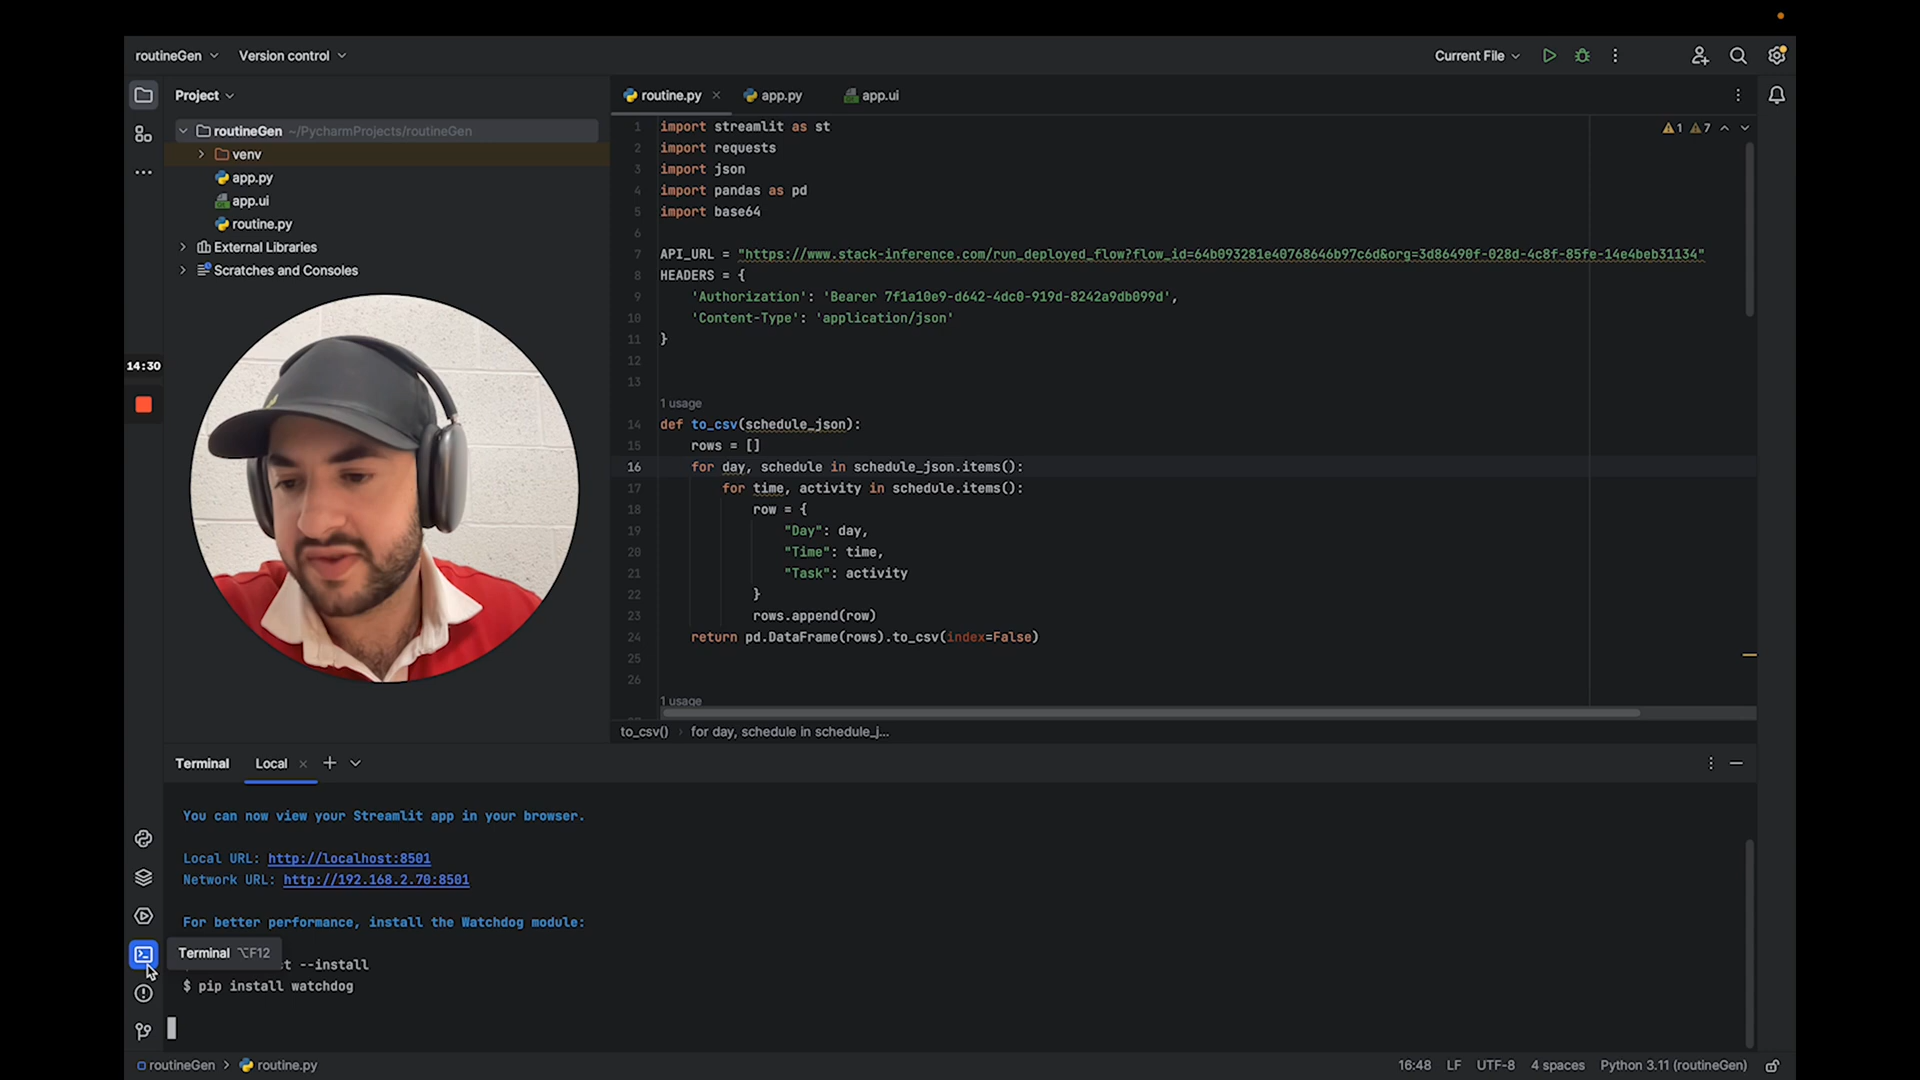 routineGen
Version control
Current File
Project
routine.py
app.py
app.ui
routineGen ~/PycharmProjects/routineGen
venv
app.py
app.ui
routine.py
External Libraries
Scratches and Consoles
14:30
1 7
1 import streamlit as st
2 import requests
3 import json
4 import pandas as pd
5 import base64
6
7 API_URL = "https://www.stack-inference.com/run_deployed_flow?flow_id=64b093281e40768646b97c6d&org=3d86490f-028d-4c8f-85fe-14e4beb31134"
8 HEADERS = {
9 'Authorization': 'Bearer 7f1a10e9-d642-4dc0-919d-8242a9db099d',
10 'Content-Type': 'application/json'
11 }
12
13
1 usage
14 def to_csv(schedule_json):
15 rows = []
16 for day, schedule in schedule_json.items():
17 for time, activity in schedule.items():
18 row = {
19 "Day": day,
20 "Time": time,
21 "Task": activity
22 }
23 rows.append(row)
24 return pd.DataFrame(rows).to_csv(index=False)
25
26
1 usage
to_csv() › for day, schedule in schedule_j...
Terminal
Local
You can now view your Streamlit app in your browser.
Local URL: http://localhost:8501
Network URL: http://192.168.2.70:8501
For better performance, install the Watchdog module:
Terminal ⌥F12
--install
$ pip install watchdog
routineGen › routine.py
16:48 LF UTF-8 4 spaces Python 3.11 (routineGen)